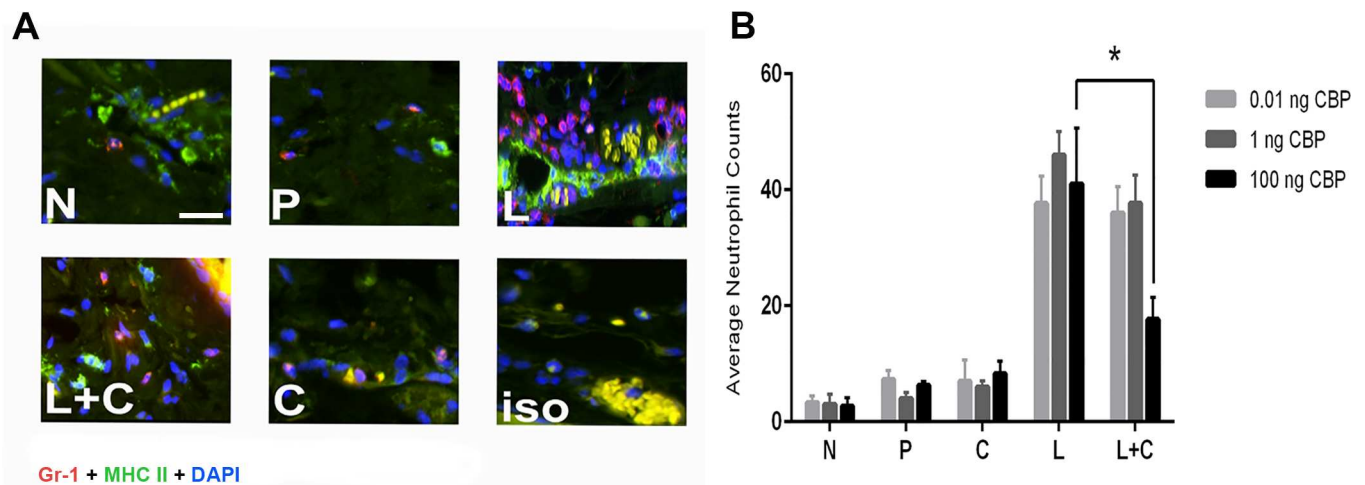 A
N
P
L
L+C
C
iso
Gr-1 + MHC II + DAPI
B
*
Average Neutrophil Counts
60
40
20
0
N P C L L+C
0.01 ng CBP
1 ng CBP
100 ng CBP